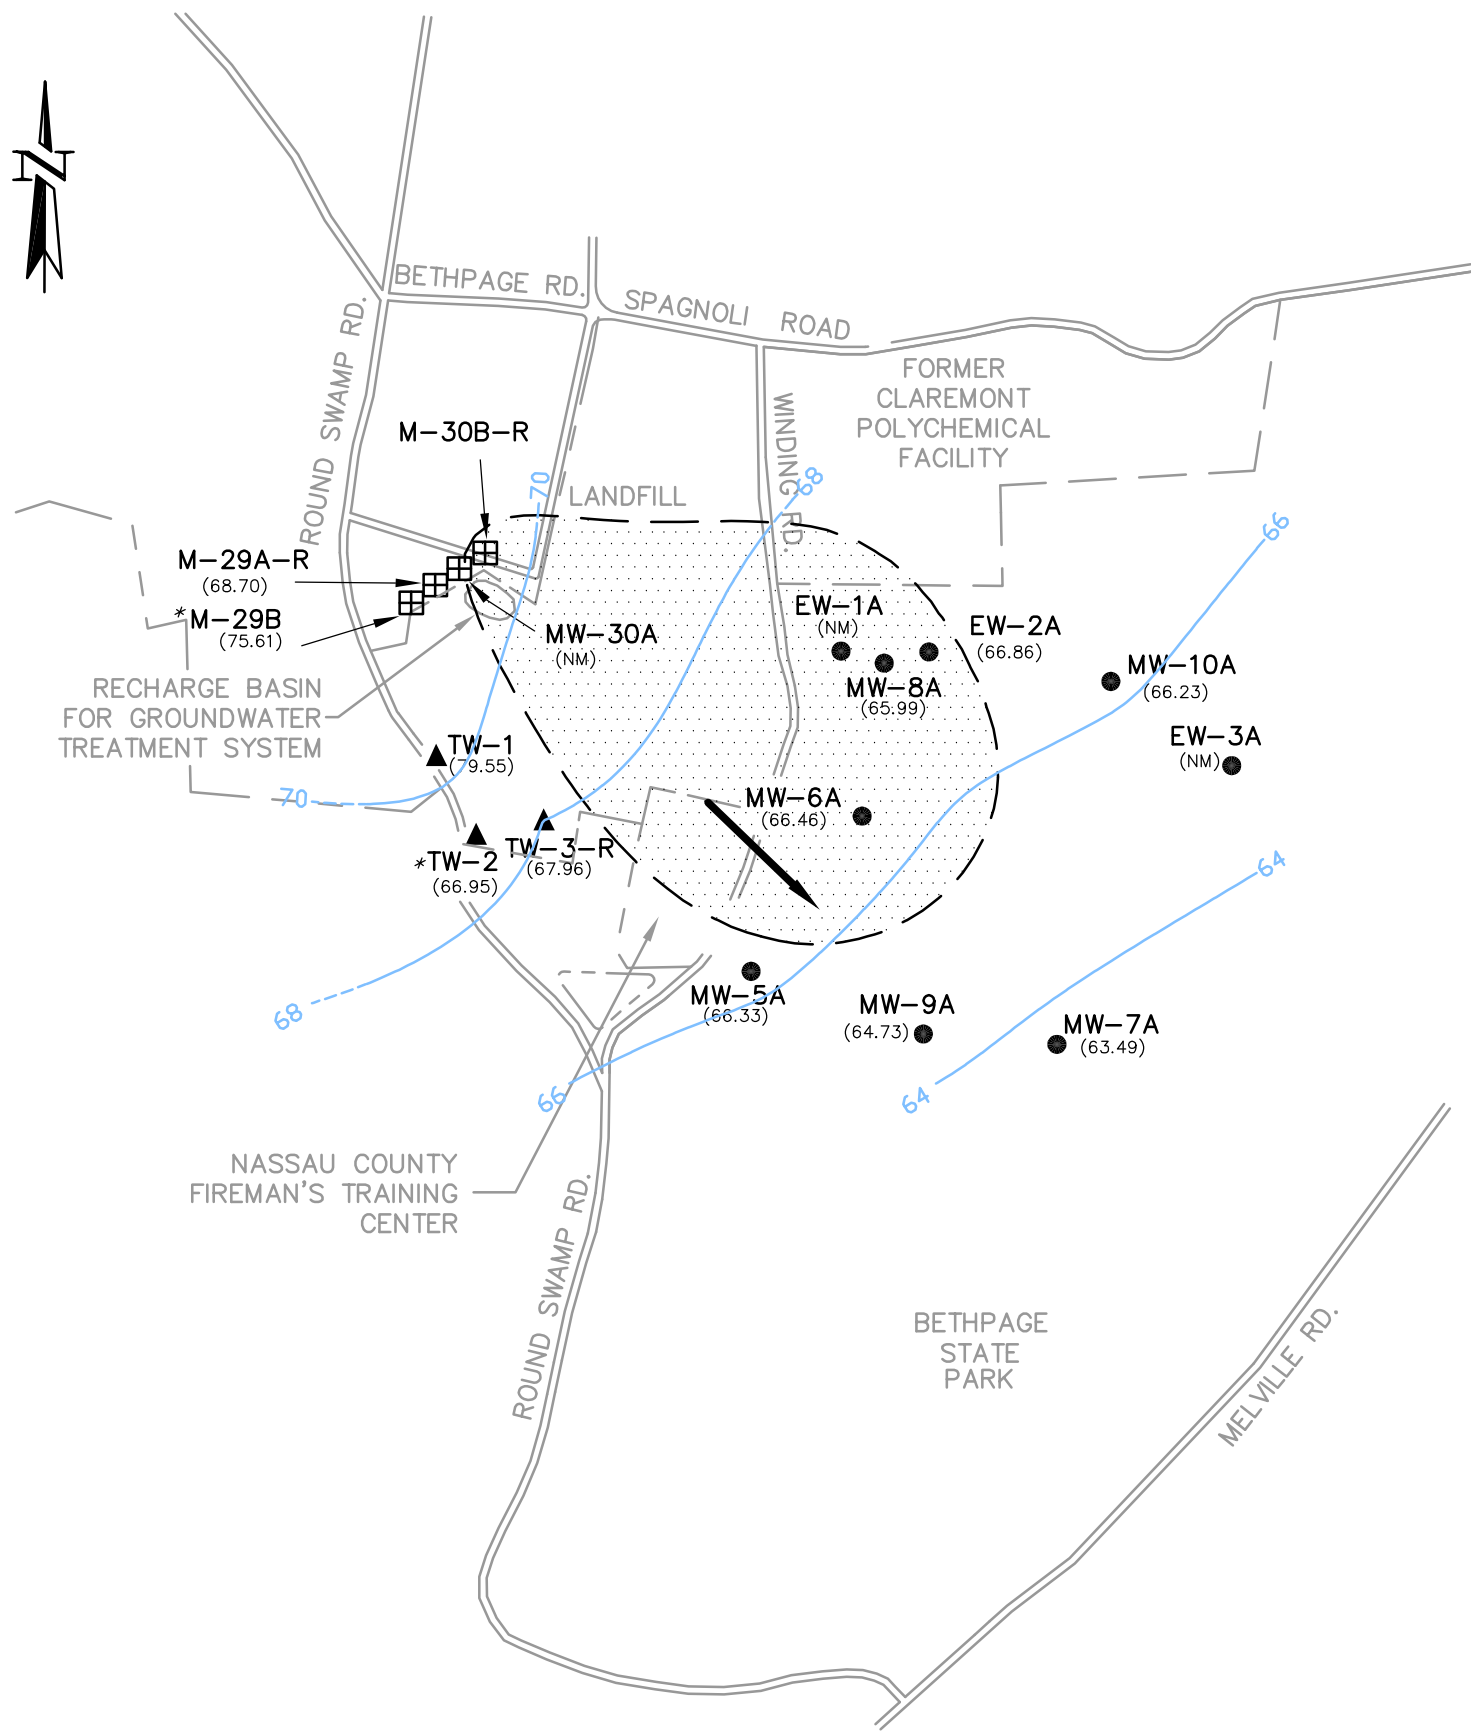 N
BETHPAGE RD.
SPAGNOLI ROAD
ROUND SWAMP RD.
FORMER
CLAREMONT
POLYCHEMICAL
FACILITY
WINDING RD.
M-30B-R
70
LANDFILL
68
66
M-29A-R
(68.70)
*M-29B
(75.61)
MW-30A
(NM)
EW-1A
(NM)
EW-2A
(66.86)
MW-8A
(65.99)
MW-10A
(66.23)
EW-3A
(NM)
RECHARGE BASIN
FOR GROUNDWATER
TREATMENT SYSTEM
TW-1
(79.55)
70
MW-6A
(66.46)
*TW-2
(66.95)
TW-3-R
(67.96)
64
68
MW-5A
(66.33)
MW-9A
(64.73)
MW-7A
(63.49)
66
64
NASSAU COUNTY
FIREMAN'S TRAINING
CENTER
ROUND SWAMP RD.
BETHPAGE
STATE
PARK
MELVILLE RD.